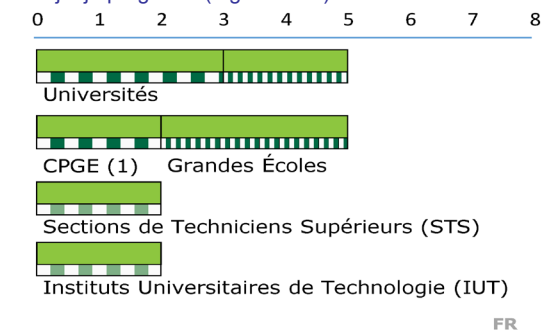 0 1 2 3 4 5 6 7 8
Universités
CPGE (1) Grandes Écoles
Sections de Techniciens Supérieurs (STS)
Instituts Universitaires de Technologie (IUT)
FR